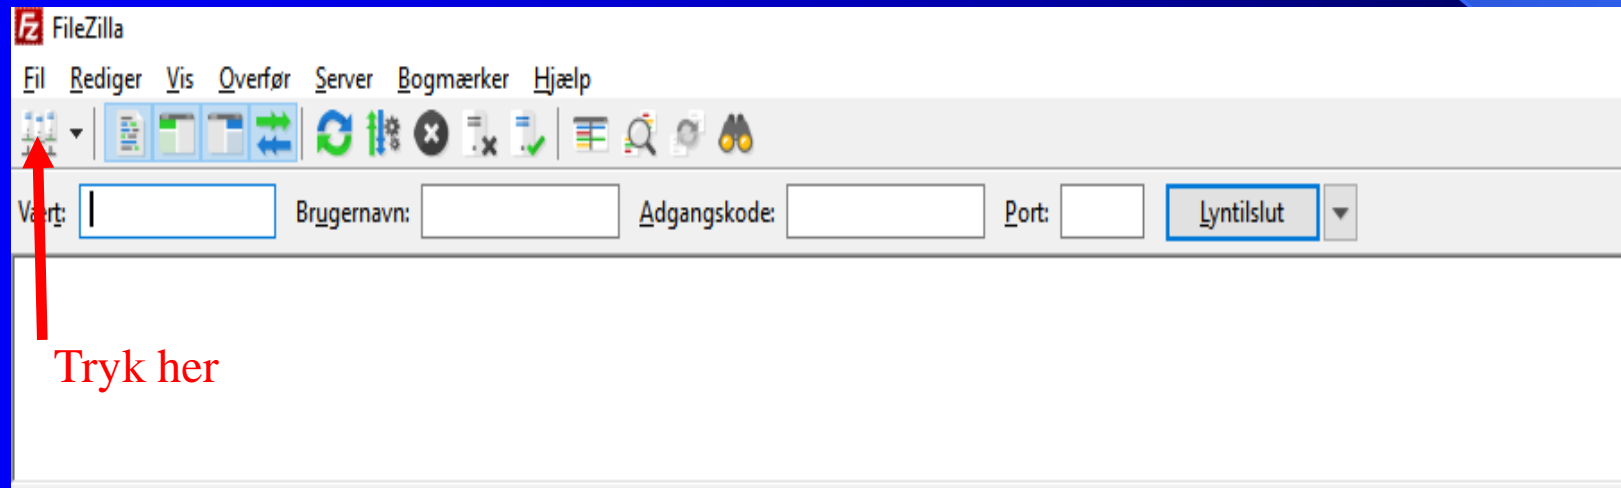 FileZilla
Fil Rediger Vis Overfør Server Bogmærker Hjælp
Vært: Brugernavn: Adgangskode: Port: Lyntilslut
Tryk her